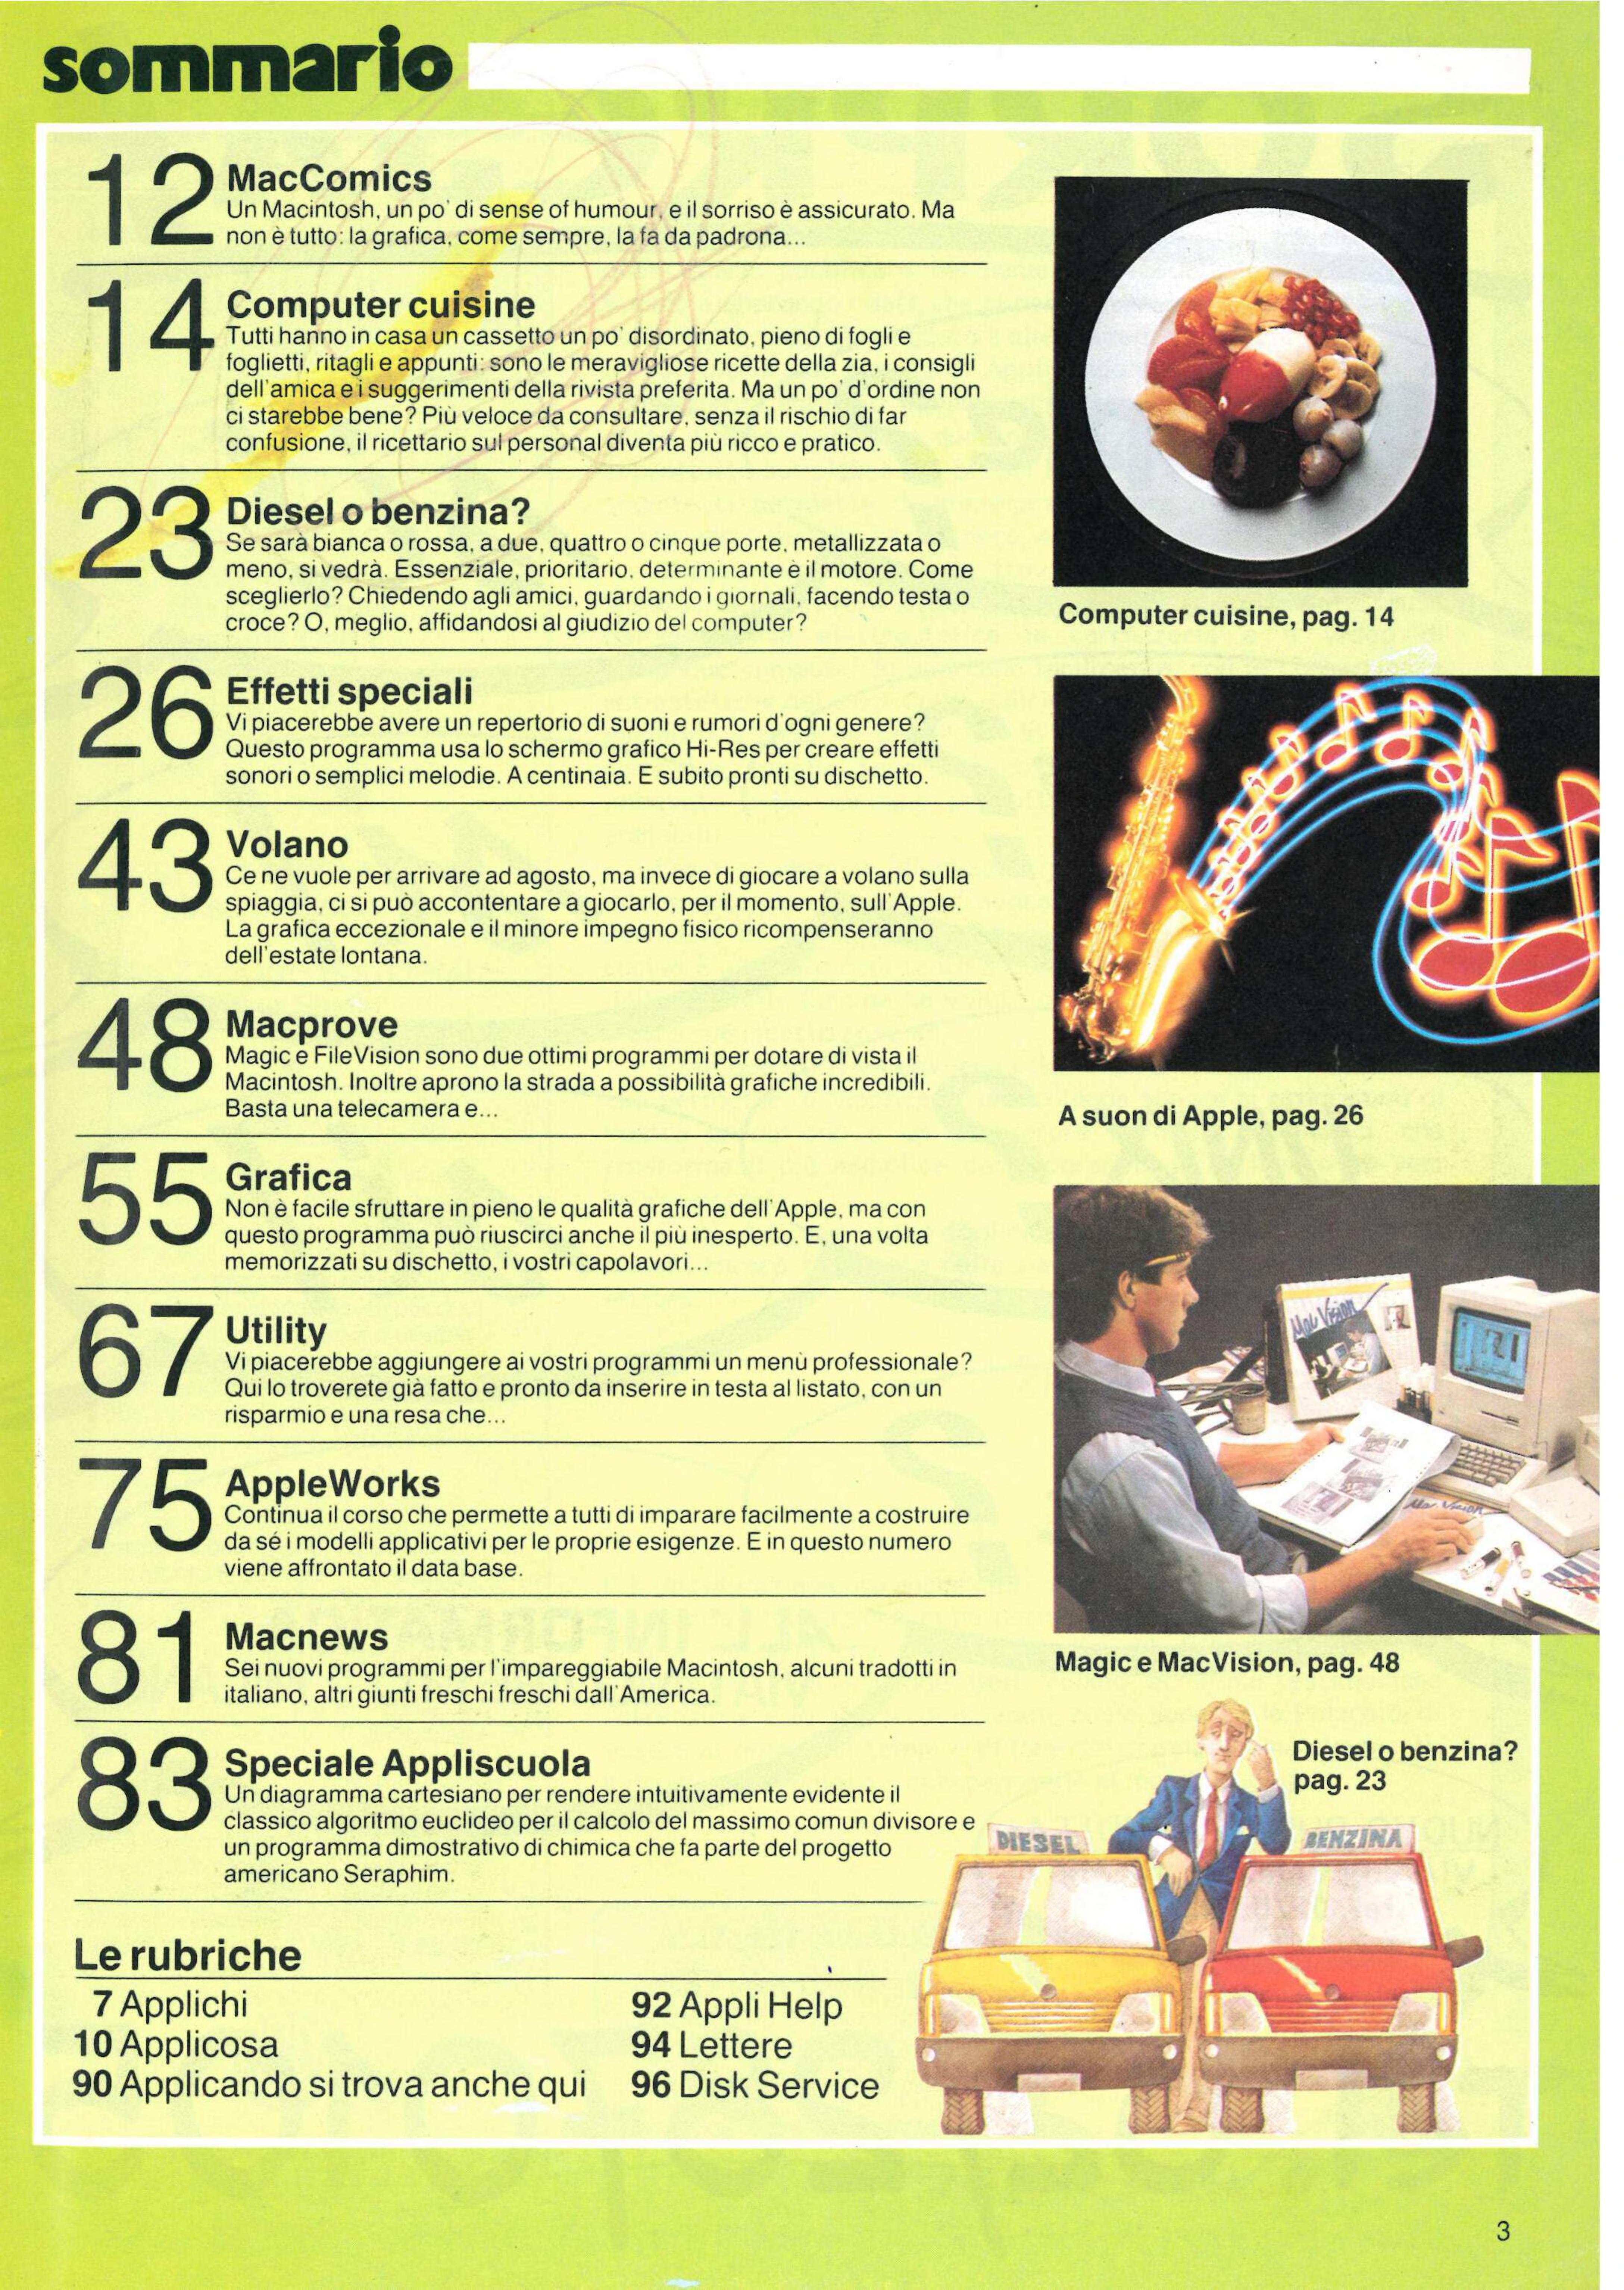 sommario
12 MacComics
Un Macintosh, un po' di sense of humour, e il sorriso è assicurato. Ma
non è tutto: la grafica, come sempre, la fa da padrona...
14 Computer cuisine
Tutti hanno in casa un cassetto un po' disordinato, pieno di fogli e
foglietti, ritagli e appunti: sono le meravigliose ricette della zia, i consigli
dell'amica e i suggerimenti della rivista preferita. Ma un po' d'ordine non
ci starebbe bene? Più veloce da consultare, senza il rischio di far
confusione, il ricettario sul personal diventa più ricco e pratico.
23 Diesel o benzina?
Se sarà bianca o rossa, a due, quattro o cinque porte, metallizzata o
meno, si vedrà. Essenziale, prioritario, determinante è il motore. Come
sceglierlo? Chiedendo agli amici, guardando i giornali, facendo testa o
croce? O, meglio, affidandosi al giudizio del computer?
26 Effetti speciali
Vi piacerebbe avere un repertorio di suoni e rumori d'ogni genere?
Questo programma usa lo schermo grafico Hi-Res per creare effetti
sonori o semplici melodie. A centinaia. E subito pronti su dischetto.
43 Volano
Ce ne vuole per arrivare ad agosto, ma invece di giocare a volano sulla
spiaggia, ci si può accontentare a giocarlo, per il momento, sull'Apple.
La grafica eccezionale e il minore impegno fisico ricompenseranno
dell'estate lontana.
48 Macprove
Magic e FileVision sono due ottimi programmi per dotare di vista il
Macintosh. Inoltre aprono la strada a possibilità grafiche incredibili.
Basta una telecamera e...
55 Grafica
Non è facile sfruttare in pieno le qualità grafiche dell'Apple, ma con
questo programma può riuscirci anche il più inesperto. E, una volta
memorizzati su dischetto, i vostri capolavori...
67 Utility
Vi piacerebbe aggiungere ai vostri programmi un menù professionale?
Qui lo troverete già fatto e pronto da inserire in testa al listato, con un
risparmio e una resa che...
75 AppleWorks
Continua il corso che permette a tutti di imparare facilmente a costruire
da sé i modelli applicativi per le proprie esigenze. E in questo numero
viene affrontato il data base.
81 Macnews
Sei nuovi programmi per l'impareggiabile Macintosh, alcuni tradotti in
italiano, altri giunti freschi freschi dall'America.
83 Speciale Appliscuola
Un diagramma cartesiano per rendere intuitivamente evidente il
classico algoritmo euclideo per il calcolo del massimo comun divisore e
un programma dimostrativo di chimica che fa parte del progetto
americano Seraphim.
Le rubriche
7 Applichi
10 Applicosa
90 Applicando si trova anche qui
92 Appli Help
94 Lettere
96 Disk Service
Computer cuisine, pag. 14
A suon di Apple, pag. 26
Mac Vision
Mac Vision
Magic e MacVision, pag. 48
Diesel o benzina?
pag. 23
DIESEL
BENZINA
3